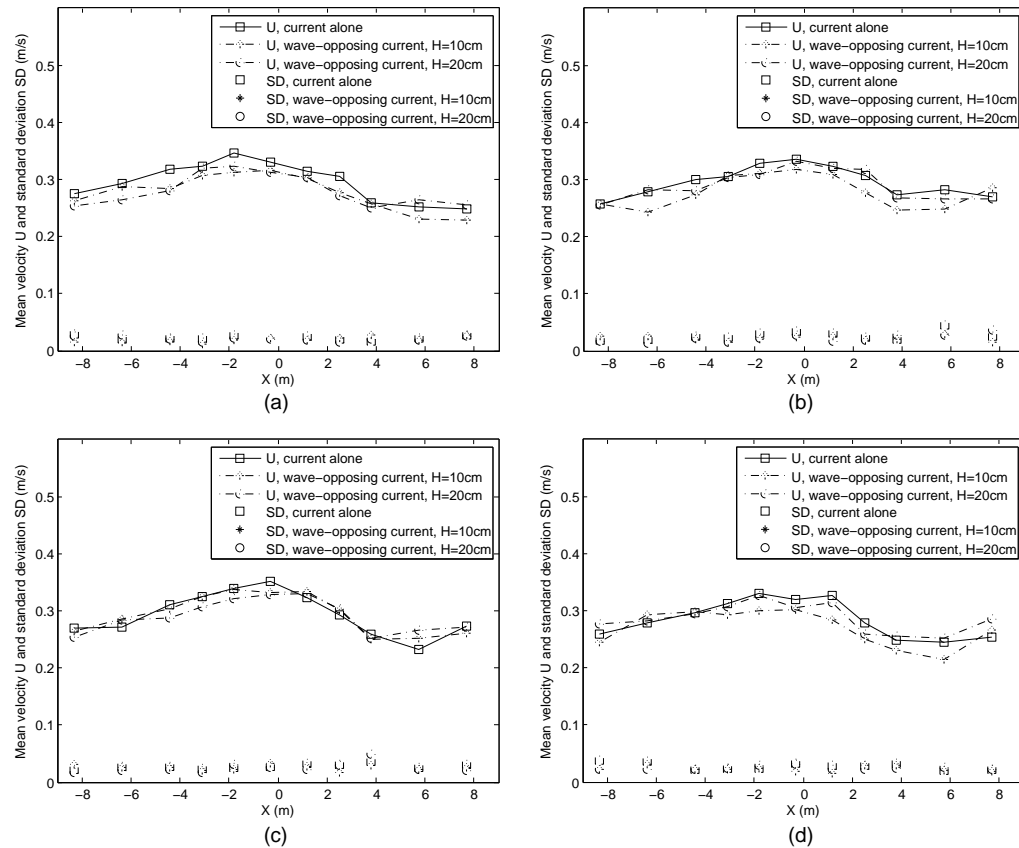 Mean velocity U and standard deviation SD (m/s)
0.5
0.4
0.3
0.2
0.1
0
U, current alone
U, wave−opposing current, H=10cm
U, wave−opposing current, H=20cm
SD, current alone
SD, wave−opposing current, H=10cm
SD, wave−opposing current, H=20cm
−8 −6 −4 −2 0 2 4 6 8
X (m)
(a)
Mean velocity U and standard deviation SD (m/s)
0.5
0.4
0.3
0.2
0.1
0
U, current alone
U, wave−opposing current, H=10cm
U, wave−opposing current, H=20cm
SD, current alone
SD, wave−opposing current, H=10cm
SD, wave−opposing current, H=20cm
−8 −6 −4 −2 0 2 4 6 8
X (m)
(b)
Mean velocity U and standard deviation SD (m/s)
0.5
0.4
0.3
0.2
0.1
0
U, current alone
U, wave−opposing current, H=10cm
U, wave−opposing current, H=20cm
SD, current alone
SD, wave−opposing current, H=10cm
SD, wave−opposing current, H=20cm
−8 −6 −4 −2 0 2 4 6 8
X (m)
(c)
Mean velocity U and standard deviation SD (m/s)
0.5
0.4
0.3
0.2
0.1
0
U, current alone
U, wave−opposing current, H=10cm
U, wave−opposing current, H=20cm
SD, current alone
SD, wave−opposing current, H=10cm
SD, wave−opposing current, H=20cm
−8 −6 −4 −2 0 2 4 6 8
X (m)
(d)